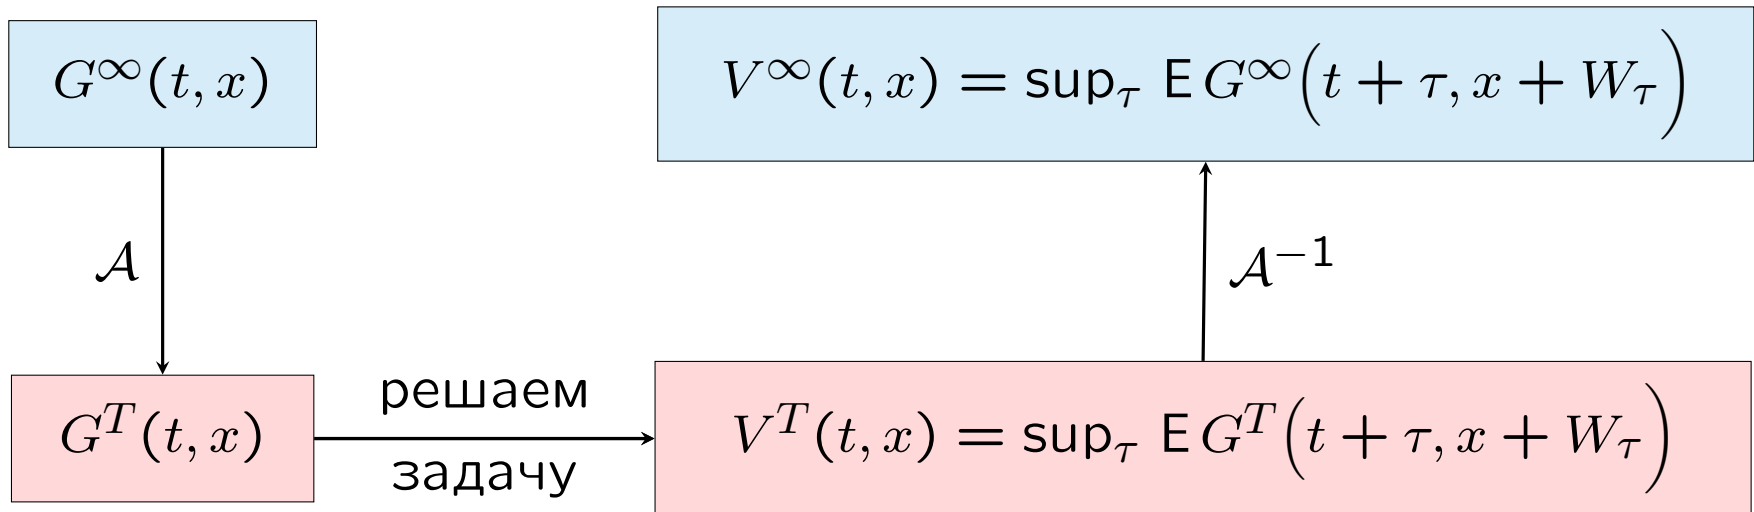 G^∞(t, x)
V^∞(t, x) = sup_τ E G^∞(t + τ, x + W_τ)
𝒜
𝒜^{−1}
G^T(t, x)
решаем
задачу
V^T(t, x) = sup_τ E G^T(t + τ, x + W_τ)